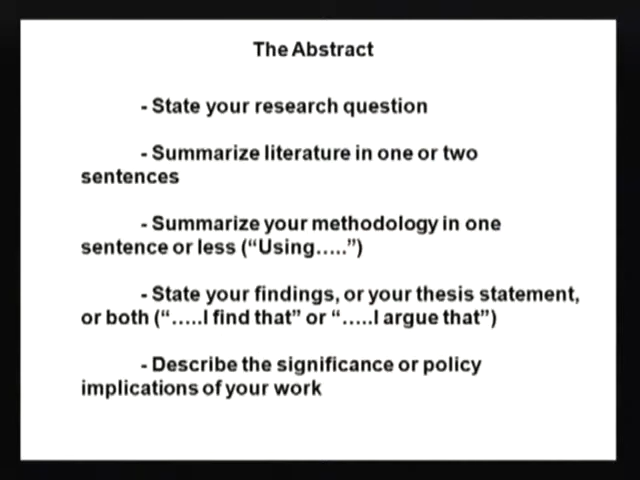 The Abstract
- State your research question
- Summarize literature in one or two
sentences
- Summarize your methodology in one
sentence or less (“Using.....”)
- State your findings, or your thesis statement,
or both (“.....I find that” or “.....I argue that”)
- Describe the significance or policy
implications of your work